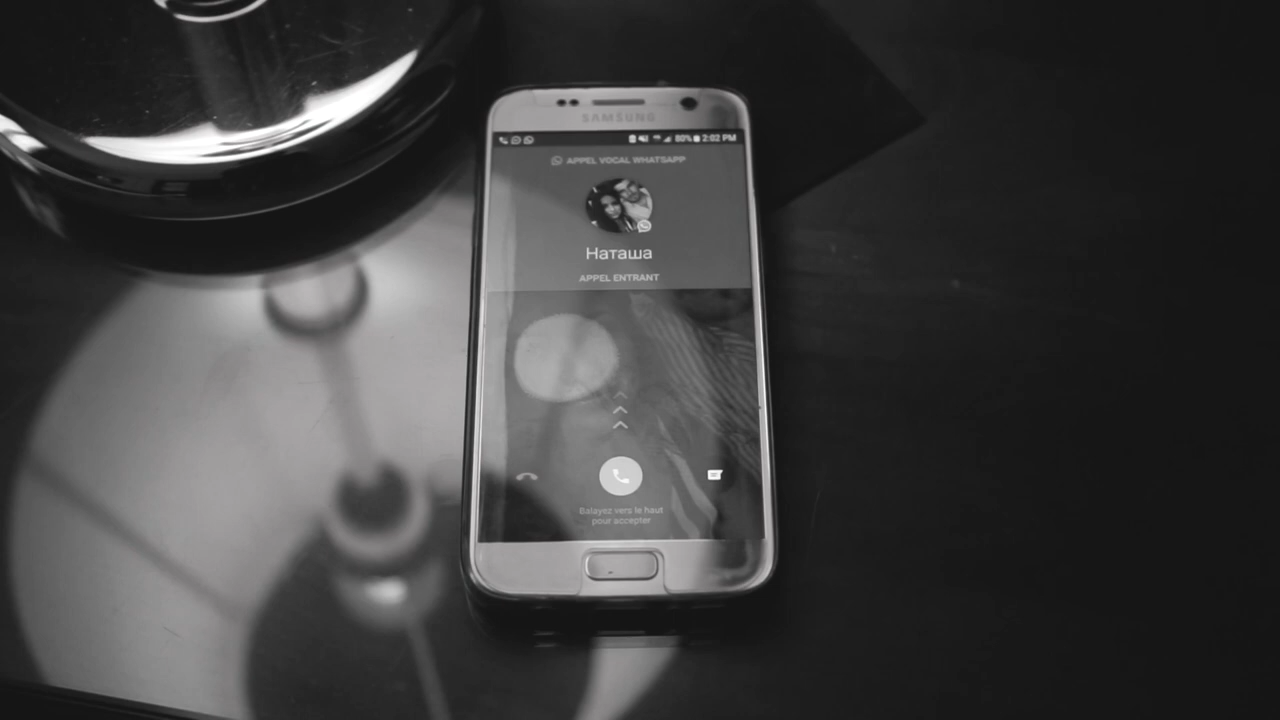 SAMSUNG
80% 2:02 PM
APPEL VOCAL WHATSAPP
Наташа
APPEL ENTRANT
Balayez vers le haut
pour accepter